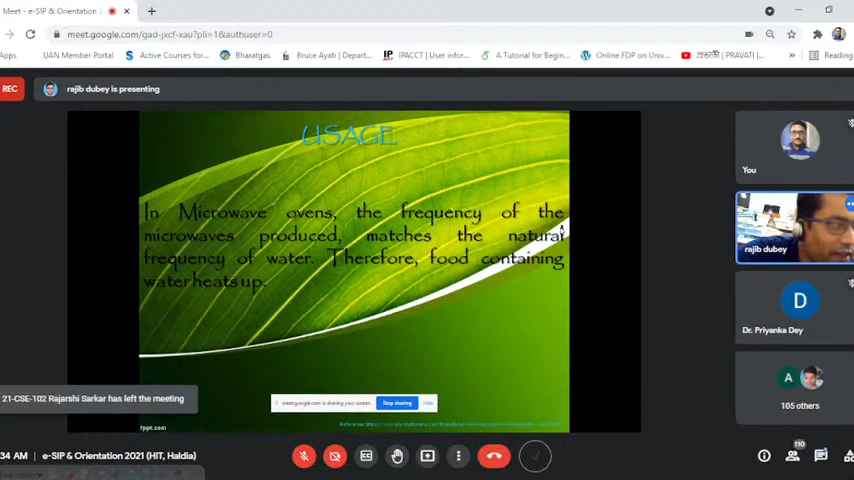 Meet - e-SIP & Orientation
meet.google.com/gad-jxcf-xau?pli=1&authuser=0
Apps
UAN Member Portal
Active Courses for...
Bharatgas
Bruce Ayti | Depart...
IPACCT | User infor...
A Tutorial for Begin...
Online FDP on Univ...
| PRAVATI |...
Reading
REC
rajib dubey is presenting
USAGE
In Microwave ovens, the frequency of the
microwaves produced, matches the natural
frequency of water. Therefore, food containing
water heats up.
You
rajib dubey
D
Dr. Priyanka Dey
A
105 others
21-CSE-102 Rajarshi Sarkar has left the meeting
meet.google.com is sharing your screen.
Stop sharing
Hide
fppt.com
:34 AM
e-SIP & Orientation 2021 (HIT, Haldia)
110